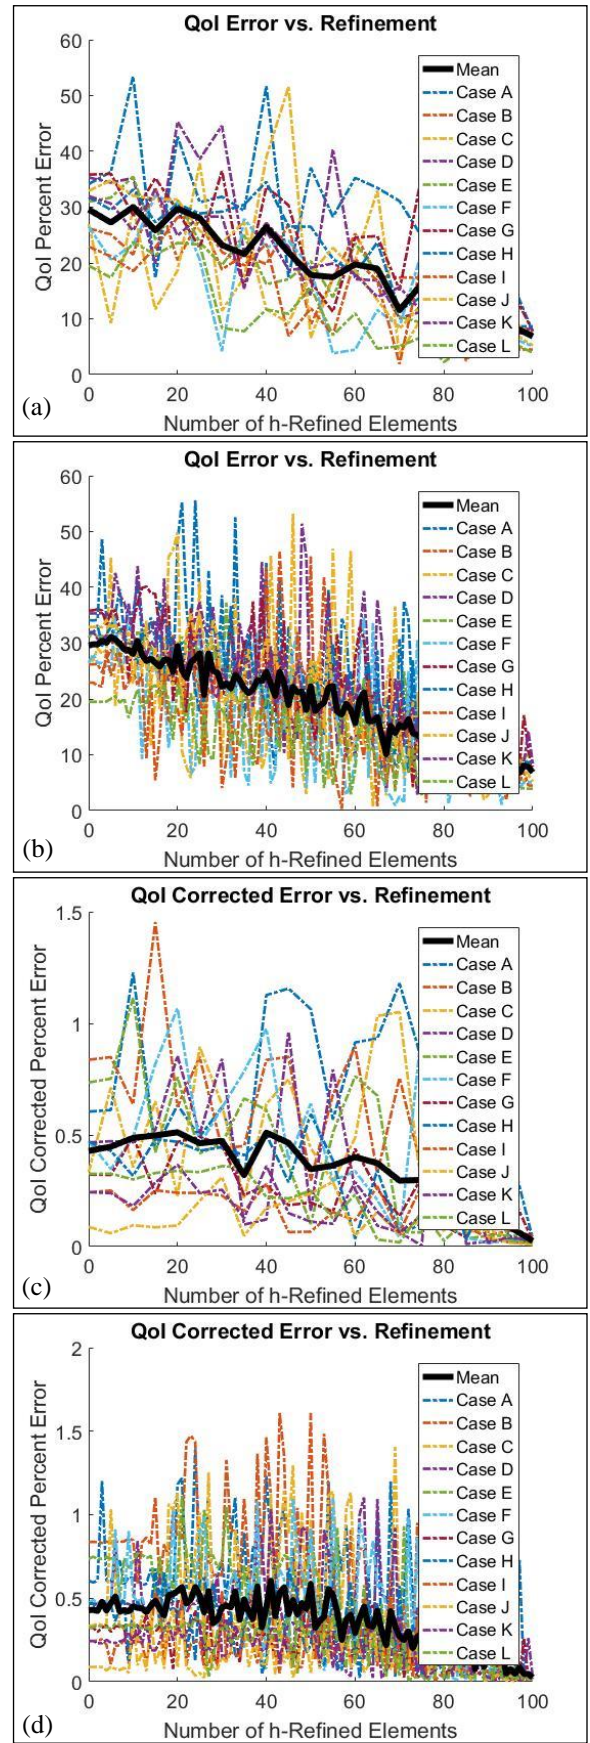 QoI Error vs. Refinement
60
50
40
30
20
10
0
QoI Percent Error
Mean
Case A
Case B
Case C
Case D
Case E
Case F
Case G
Case H
Case I
Case J
Case K
Case L
0 20 40 60 80 100
Number of h-Refined Elements
(a)
QoI Error vs. Refinement
60
50
40
30
20
10
0
QoI Percent Error
Mean
Case A
Case B
Case C
Case D
Case E
Case F
Case G
Case H
Case I
Case J
Case K
Case L
0 20 40 60 80 100
Number of h-Refined Elements
(b)
QoI Corrected Error vs. Refinement
1.5
1
0.5
0
QoI Corrected Percent Error
Mean
Case A
Case B
Case C
Case D
Case E
Case F
Case G
Case H
Case I
Case J
Case K
Case L
0 20 40 60 80 100
Number of h-Refined Elements
(c)
QoI Corrected Error vs. Refinement
2
1.5
1
0.5
0
QoI Corrected Percent Error
Mean
Case A
Case B
Case C
Case D
Case E
Case F
Case G
Case H
Case I
Case J
Case K
Case L
0 20 40 60 80 100
Number of h-Refined Elements
(d)